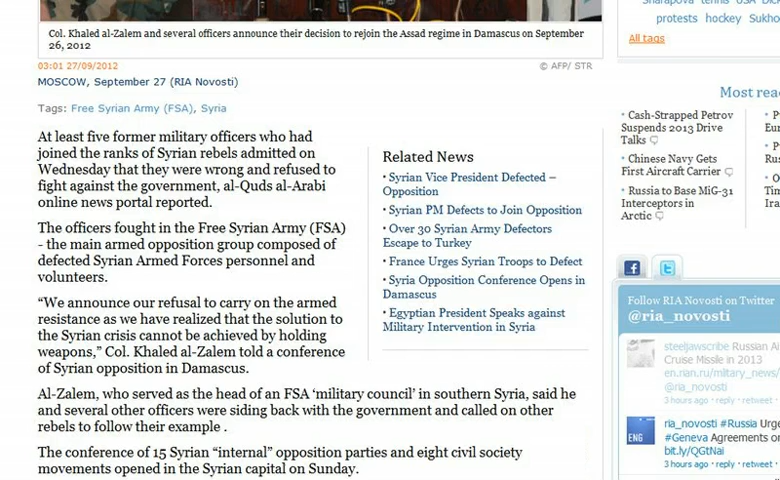 Col. Khaled al-Zalem and several officers announce their decision to rejoin the Assad regime in Damascus on September
26, 2012
03:01 27/09/2012
© AFP/ STR
MOSCOW, September 27 (RIA Novosti)
Tags: Free Syrian Army (FSA), Syria
At least five former military officers who had
joined the ranks of Syrian rebels admitted on
Wednesday that they were wrong and refused to
fight against the government, al-Quds al-Arabi
online news portal reported.
The officers fought in the Free Syrian Army (FSA)
- the main armed opposition group composed of
defected Syrian Armed Forces personnel and
volunteers.
“We announce our refusal to carry on the armed
resistance as we have realized that the solution to
the Syrian crisis cannot be achieved by holding
weapons,” Col. Khaled al-Zalem told a conference
of Syrian opposition in Damascus.
Al-Zalem, who served as the head of an FSA ‘military council’ in southern Syria, said he
and several other officers were siding back with the government and called on other
rebels to follow their example .
The conference of 15 Syrian “internal” opposition parties and eight civil society
movements opened in the Syrian capital on Sunday.
Related News
• Syrian Vice President Defected –
Opposition
• Syrian PM Defects to Join Opposition
• Over 30 Syrian Army Defectors
Escape to Turkey
• France Urges Syrian Troops to Defect
• Syria Opposition Conference Opens in
Damascus
• Egyptian President Speaks against
Military Intervention in Syria
tennis USA
protests hockey
All tags
Most
• Cash-Strapped Petrov
Suspends 2013 Drive
Talks
• Chinese Navy Gets
First Aircraft Carrier
• Russia to Base MiG-31
Interceptors in
Arctic
Follow RIA Novosti on Twitter
@ria_novosti
steeljawscribe Russian
Cruise Missile in 2013
en.rian.ru/mlitary_news/
@ria_novosti
3 hours ago · reply · retweet ·
ENG
ria_novosti #Russia
#Geneva Agreements
bit.ly/QGtNai
3 hours ago · reply · retweet ·